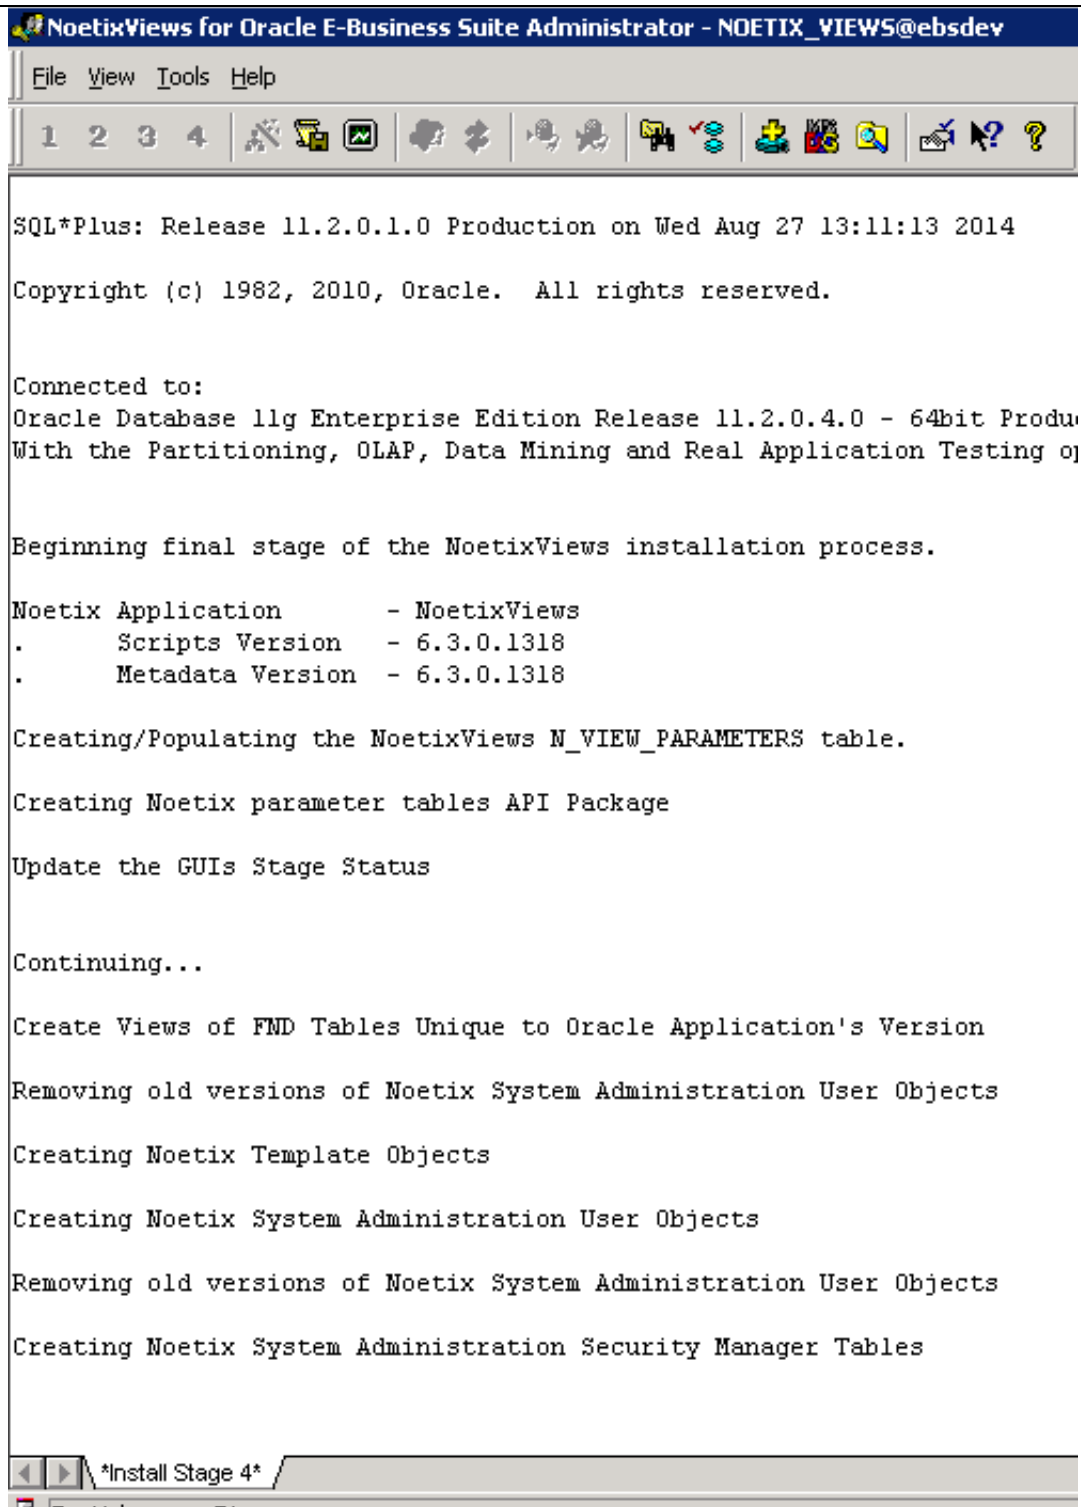 NoetixViews for Oracle E-Business Suite Administrator - NOETIX_VIEWS@ebsdev
File View Tools Help
1 2 3 4
SQL*Plus: Release 11.2.0.1.0 Production on Wed Aug 27 13:11:13 2014
Copyright (c) 1982, 2010, Oracle.  All rights reserved.
Connected to:
Oracle Database 11g Enterprise Edition Release 11.2.0.4.0 - 64bit
With the Partitioning, OLAP, Data Mining and Real Application Testing
Beginning final stage of the NoetixViews installation process.
Noetix Application       - NoetixViews
.      Scripts Version   - 6.3.0.1318
.      Metadata Version  - 6.3.0.1318
Creating/Populating the NoetixViews N_VIEW_PARAMETERS table.
Creating Noetix parameter tables API Package
Update the GUIs Stage Status
Continuing...
Create Views of FND Tables Unique to Oracle Application's Version
Removing old versions of Noetix System Administration User Objects
Creating Noetix Template Objects
Creating Noetix System Administration User Objects
Removing old versions of Noetix System Administration User Objects
Creating Noetix System Administration Security Manager Tables
*Install Stage 4*